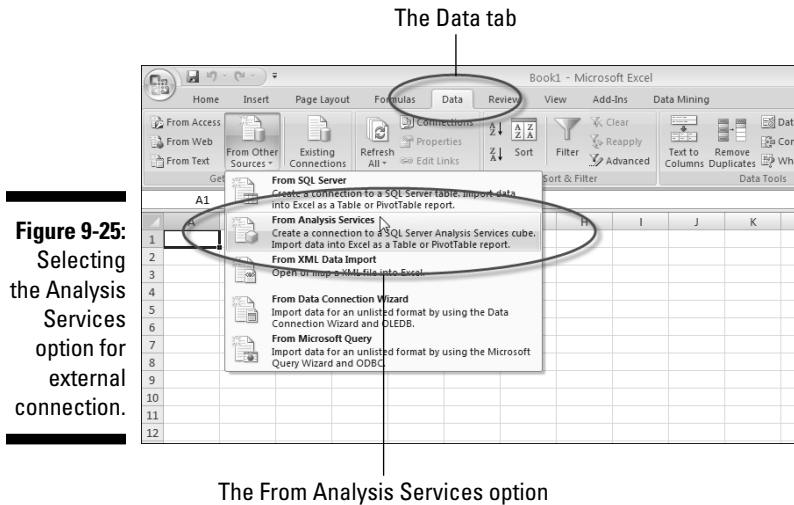 The Data tab
Book1 - Microsoft Excel
Home Insert Page Layout Formulas Data Review View Add-Ins Data Mining
From Access
From Web
From Text
From Other Sources
Existing Connections
Refresh All
Connections
Properties
Edit Links
Sort
Filter
Clear
Reapply
Advanced
Text to Columns
Remove Duplicates
Dat
Con
Wh
Get
Sort & Filter
Data Tools
A1
From SQL Server
Create a connection to a SQL Server table. Import data
into Excel as a Table or PivotTable report.
From Analysis Services
Create a connection to a SQL Server Analysis Services cube.
Import data into Excel as a Table or PivotTable report.
From XML Data Import
Open or map a XML file into Excel.
From Data Connection Wizard
Import data for an unlisted format by using the Data
Connection Wizard and OLEDB.
From Microsoft Query
Import data for an unlisted format by using the Microsoft
Query Wizard and ODBC.
A H I J K
1
2
3
4
5
6
7
8
9
10
11
12
Figure 9-25:
Selecting
the Analysis
Services
option for
external
connection.
The From Analysis Services option